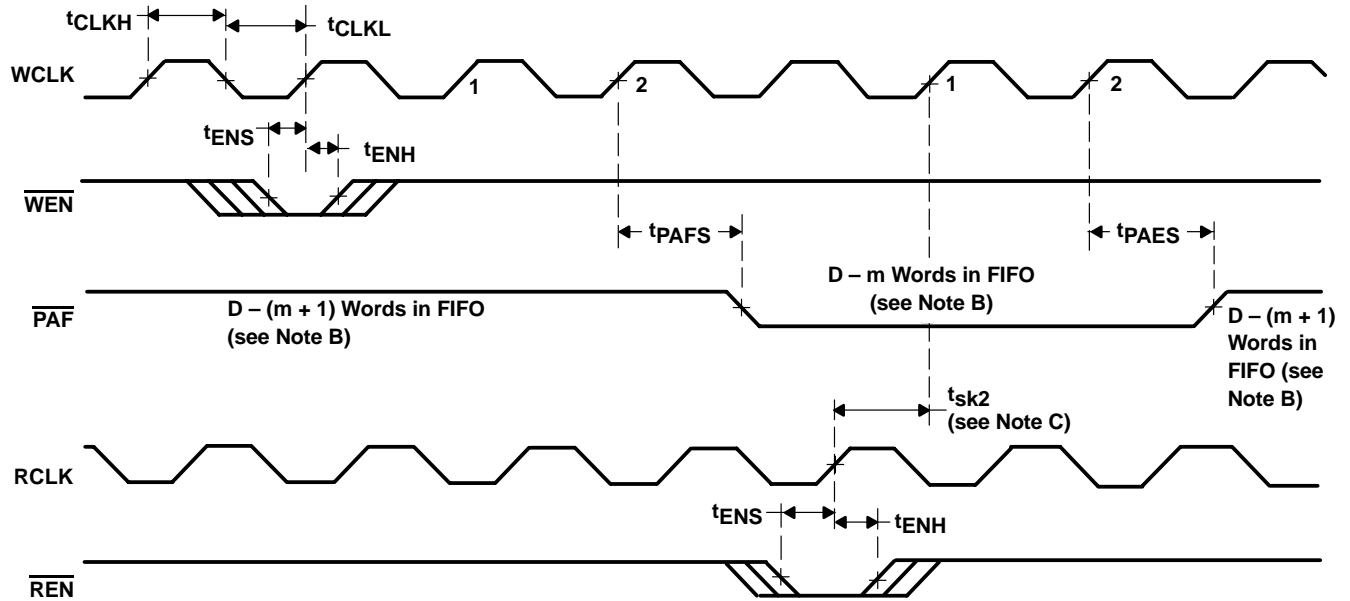 tCLKH
tCLKL
WCLK
1
2
1
2
tENS
tENH
WEN
tPAFS
tPAES
PAF
D – (m + 1) Words in FIFO
(see Note B)
D – m Words in FIFO
(see Note B)
D – (m + 1)
Words in
FIFO (see
Note B)
tsk2
(see Note C)
RCLK
tENS
tENH
REN